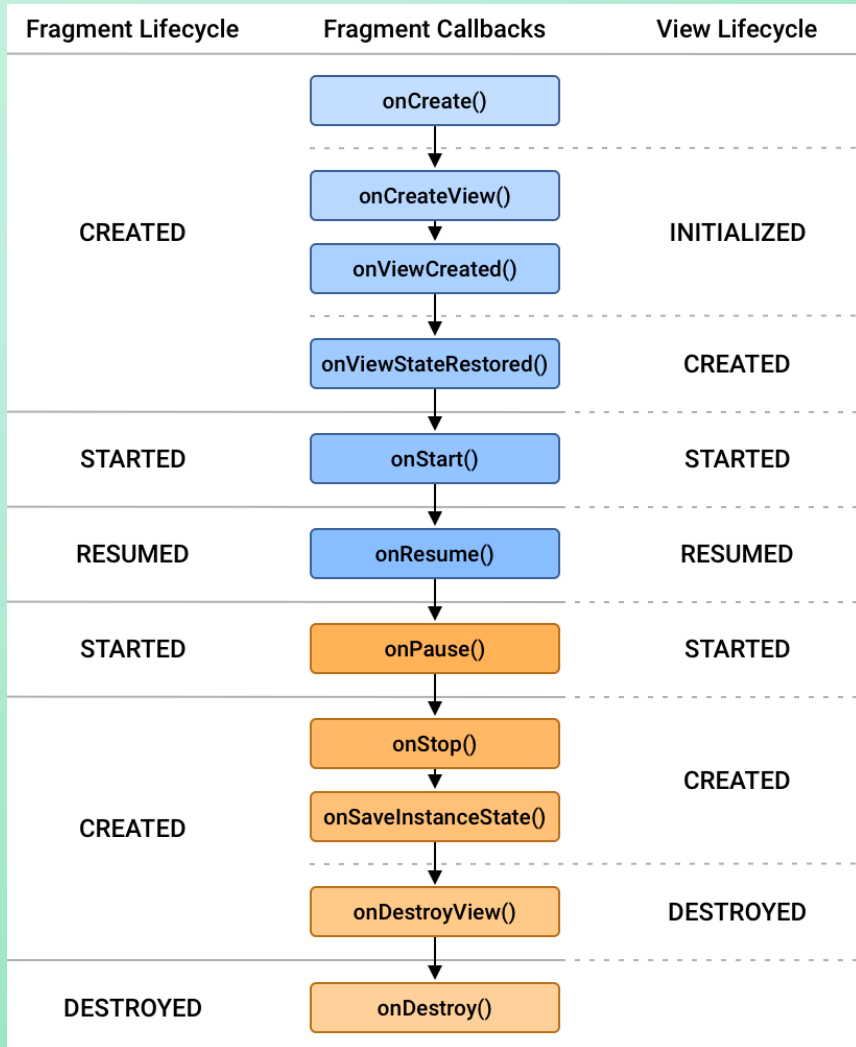 Fragment Lifecycle Fragment Callbacks View Lifecycle
onCreate()
onCreateView()
CREATED INITIALIZED
onViewCreated()
onViewStateRestored() CREATED
STARTED onStart() STARTED
RESUMED onResume() RESUMED
STARTED onPause() STARTED
onStop()
CREATED
onSaveInstanceState()
CREATED
onDestroyView() DESTROYED
DESTROYED onDestroy()